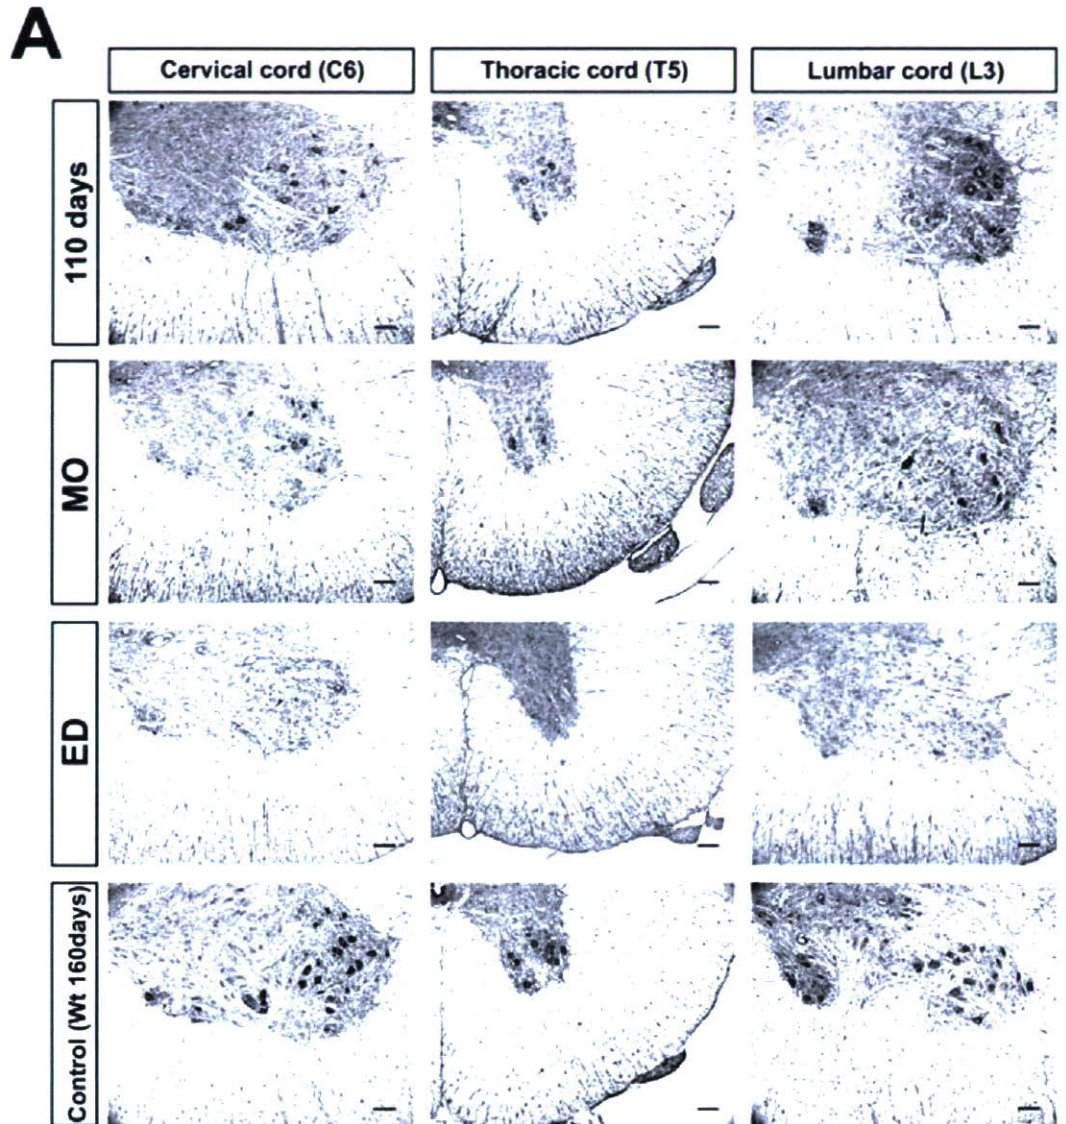 A
Cervical cord (C6)
Thoracic cord (T5)
Lumbar cord (L3)
110 days
MO
ED
Control (Wt 160days)